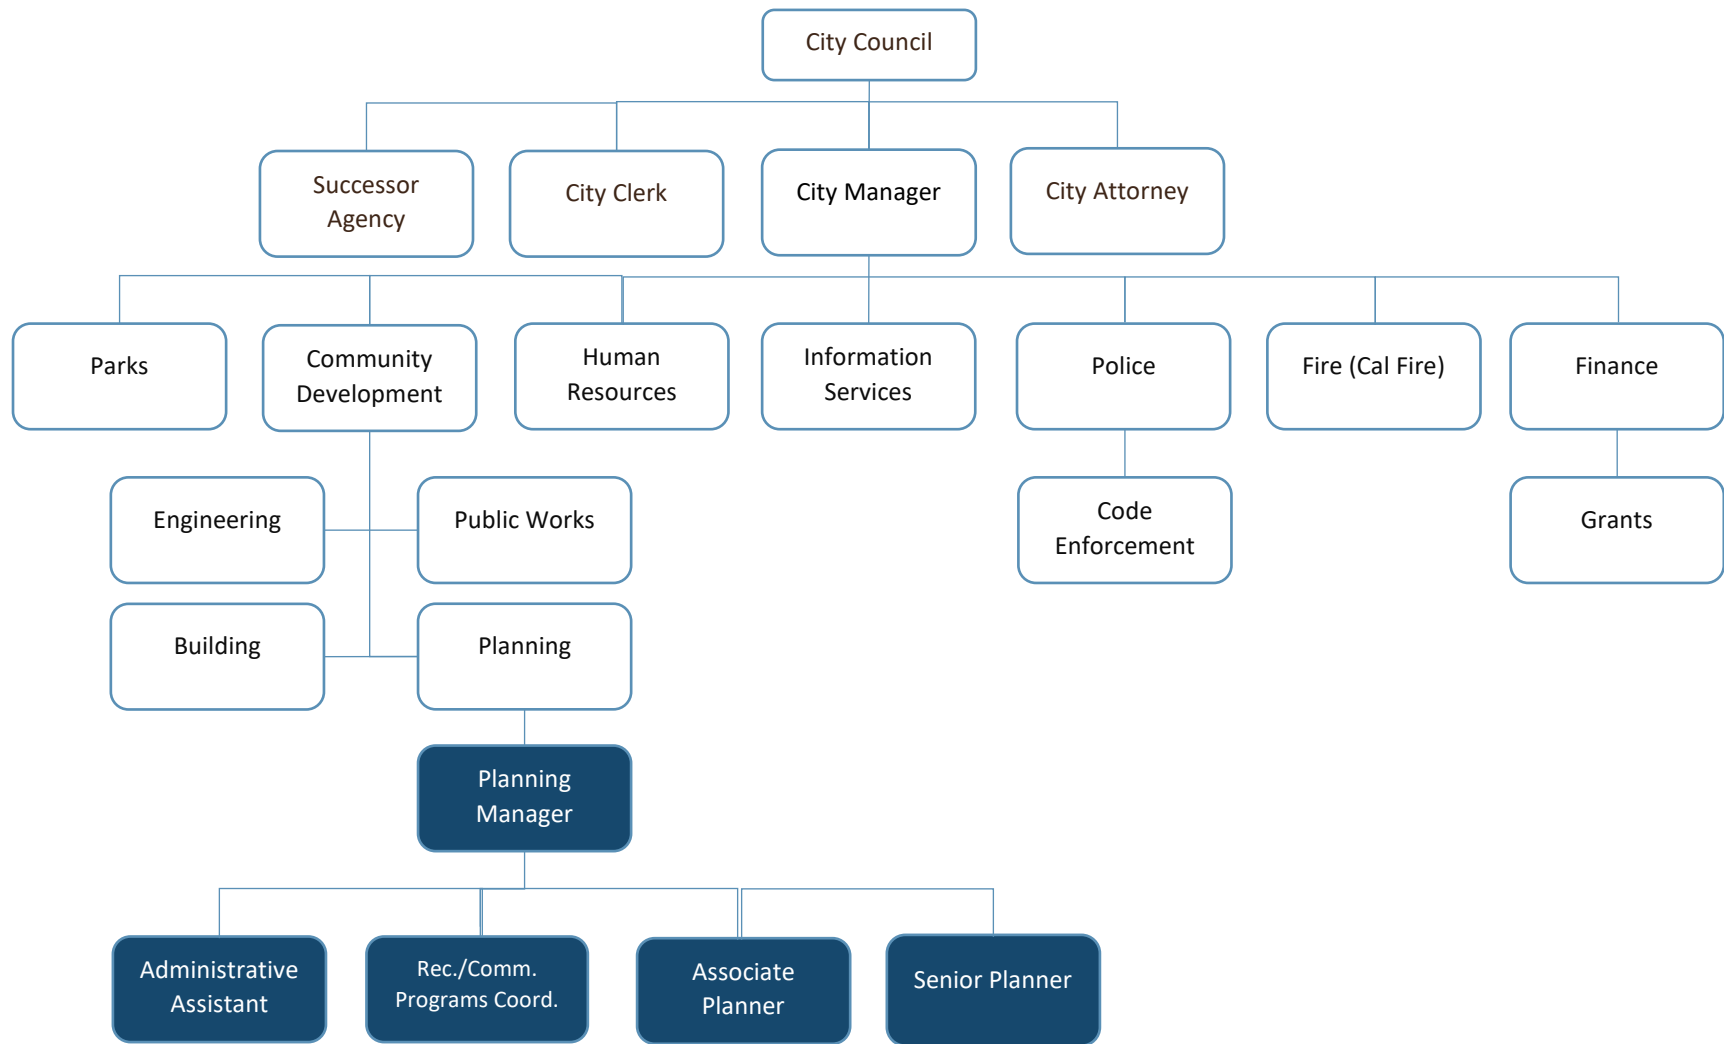 City Council
Successor
Agency
City Clerk
City Manager
City Attorney
Parks
Community
Development
Human
Resources
Information
Services
Police
Fire (Cal Fire)
Finance
Engineering
Public Works
Code
Enforcement
Grants
Building
Planning
Planning
Manager
Administrative
Assistant
Rec./Comm.
Programs Coord.
Associate
Planner
Senior Planner